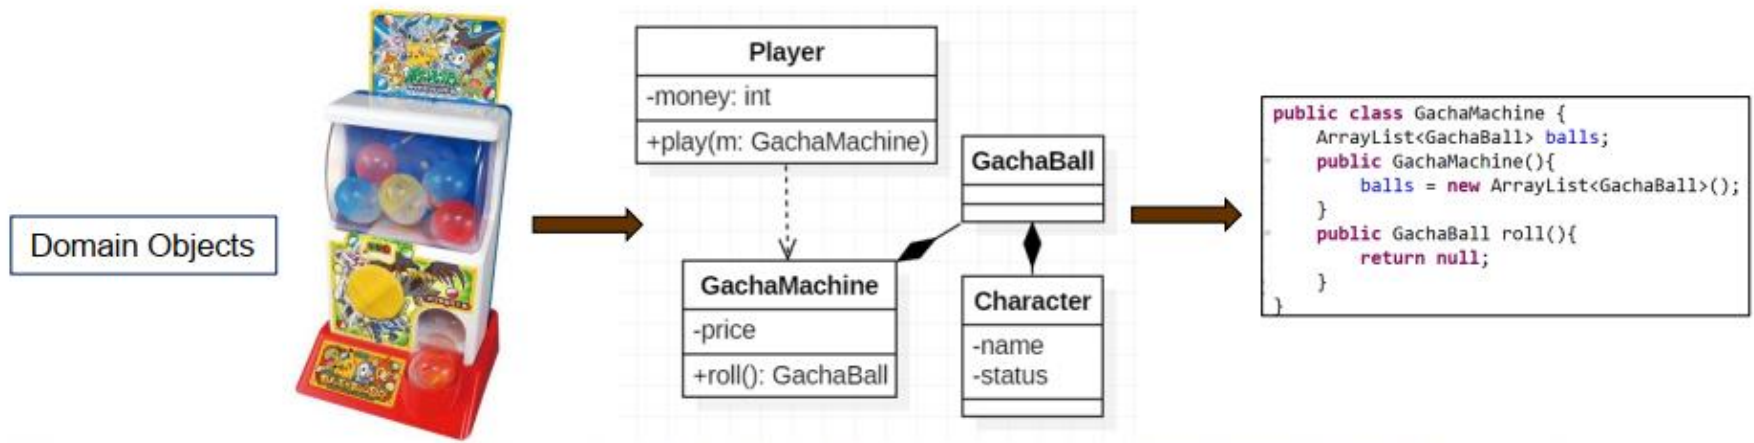 Domain Objects
Player
-money: int
+play(m: GachaMachine)
GachaBall
GachaMachine
-price
+roll(): GachaBall
Character
-name
-status
public class GachaMachine {
ArrayList<GachaBall> balls;
public GachaMachine(){
balls = new ArrayList<GachaBall>();
}
public GachaBall roll(){
return null;
}
}